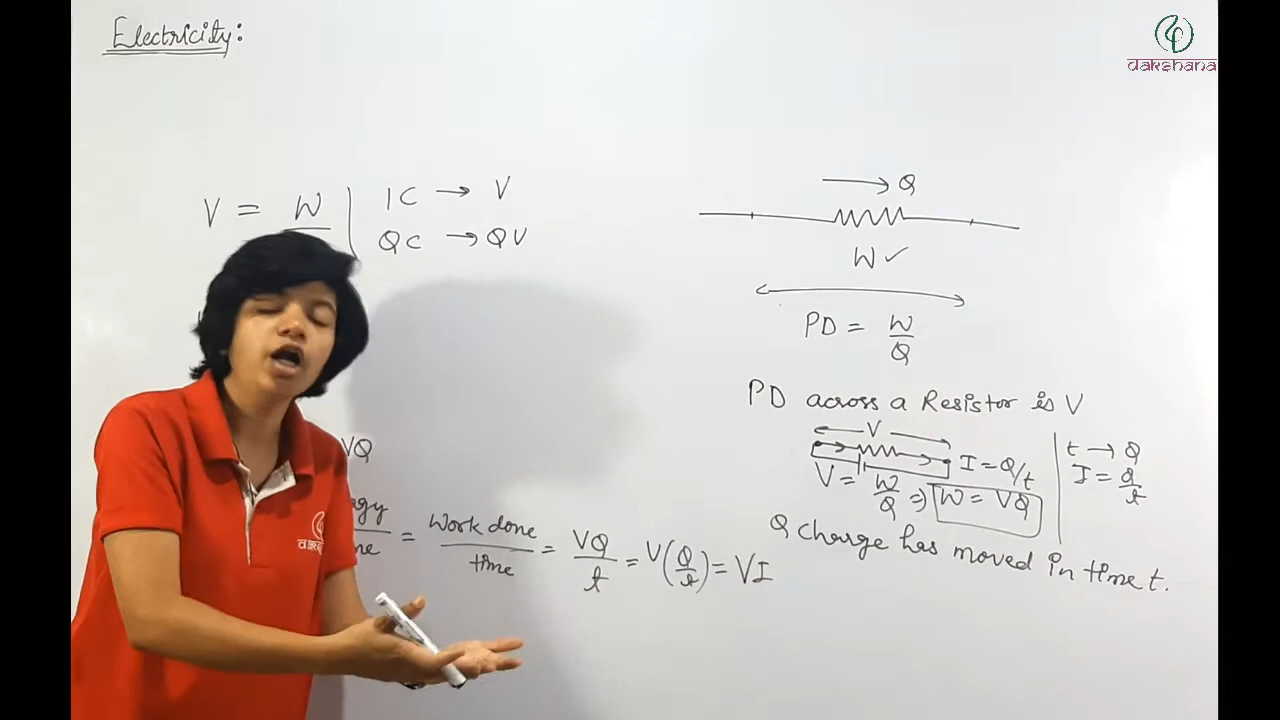 Electricity:
dakshana
V = W
1C → V
QC → QV
→ Q
W ✓
PD = W/Q
PD across a Resistor is V
V
I = Q/t
V = W/Q ⇒ W = VQ
t → Q
I = Q/t
Q charge has moved in time t.
VQ
= Work done/time = VQ/t = V(Q/t) = VI